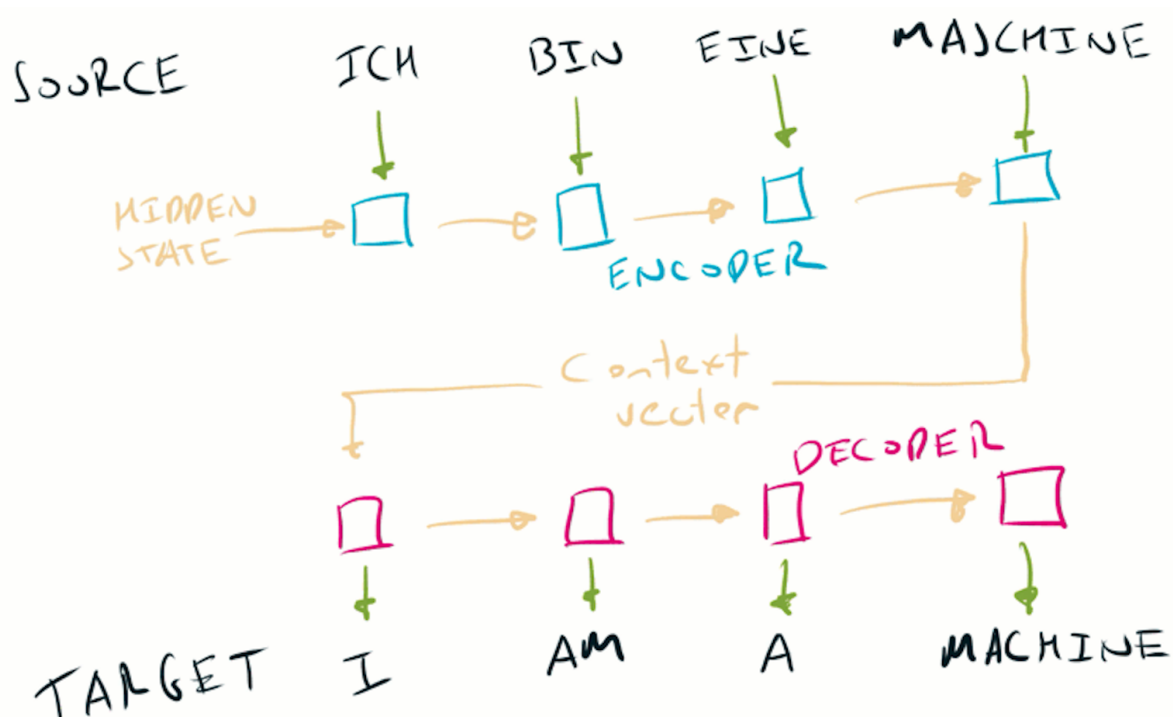 SOURCE ICH BIN EINE MASCHINE
HIDDEN
STATE
ENCODER
Context
vector
DECODER
TARGET I AM A MACHINE